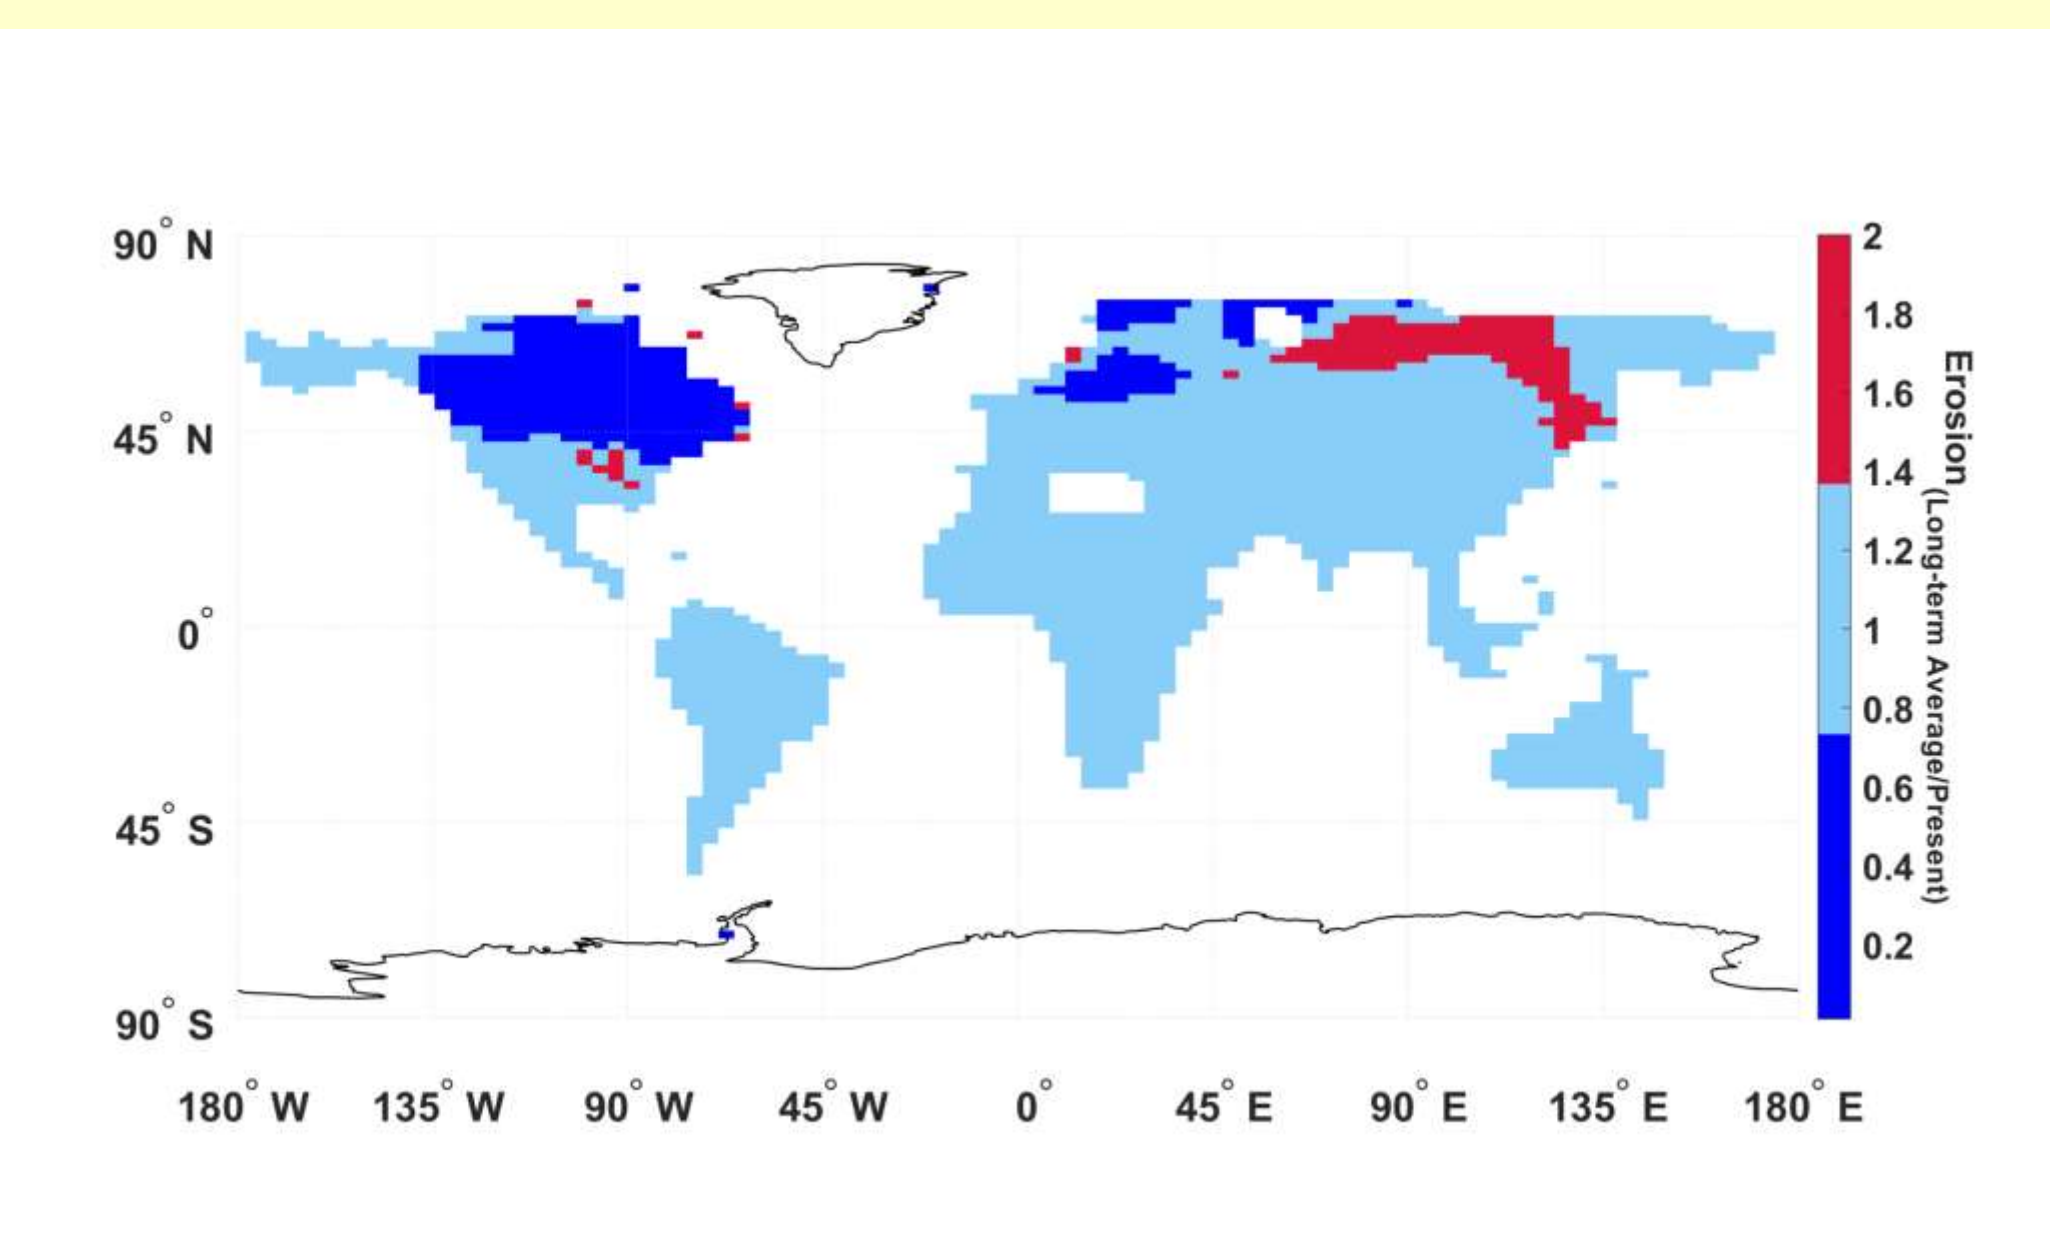 90° N
45° N
0°
45° S
90° S
180° W
135° W
90° W
45° W
0°
45° E
90° E
135° E
180° E
2
1.8
1.6
1.4
1.2
1
0.8
0.6
0.4
0.2
Erosion (Long-term Average/Present)